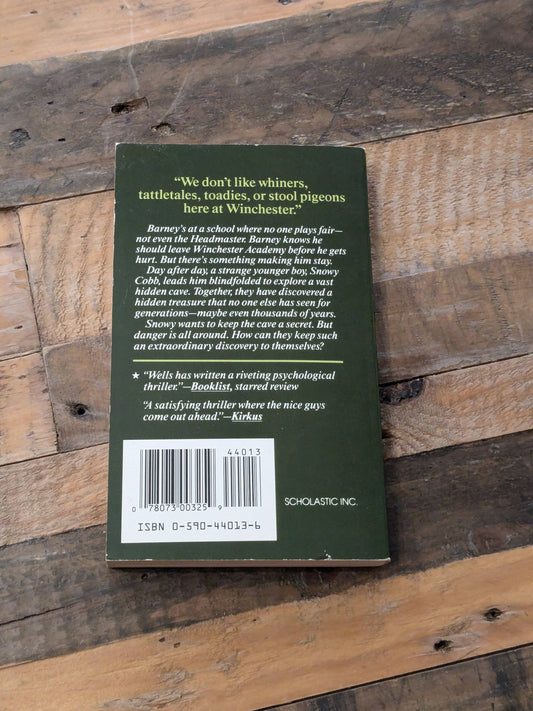 “We don’t like whiners,
tattletales, toadies, or stool pigeons
here at Winchester.”
Barney’s at a school where no one plays fair—
not even the Headmaster. Barney knows he
should leave Winchester Academy before he gets
hurt. But there’s something making him stay.
Day after day, a strange younger boy, Snowy
Cobb, leads him blindfolded to explore a vast
hidden cave. Together, they have discovered a
hidden treasure that no one else has seen for
generations—maybe even thousands of years.
Snowy wants to keep the cave a secret. But
danger is all around. How can they keep such
an extraordinary discovery to themselves?
★ “Wells has written a riveting psychological
thriller.”—Booklist, starred review
“A satisfying thriller where the nice guys
come out ahead.”—Kirkus
44013
0 78073 00325 9
ISBN 0-590-44013-6
SCHOLASTIC INC.